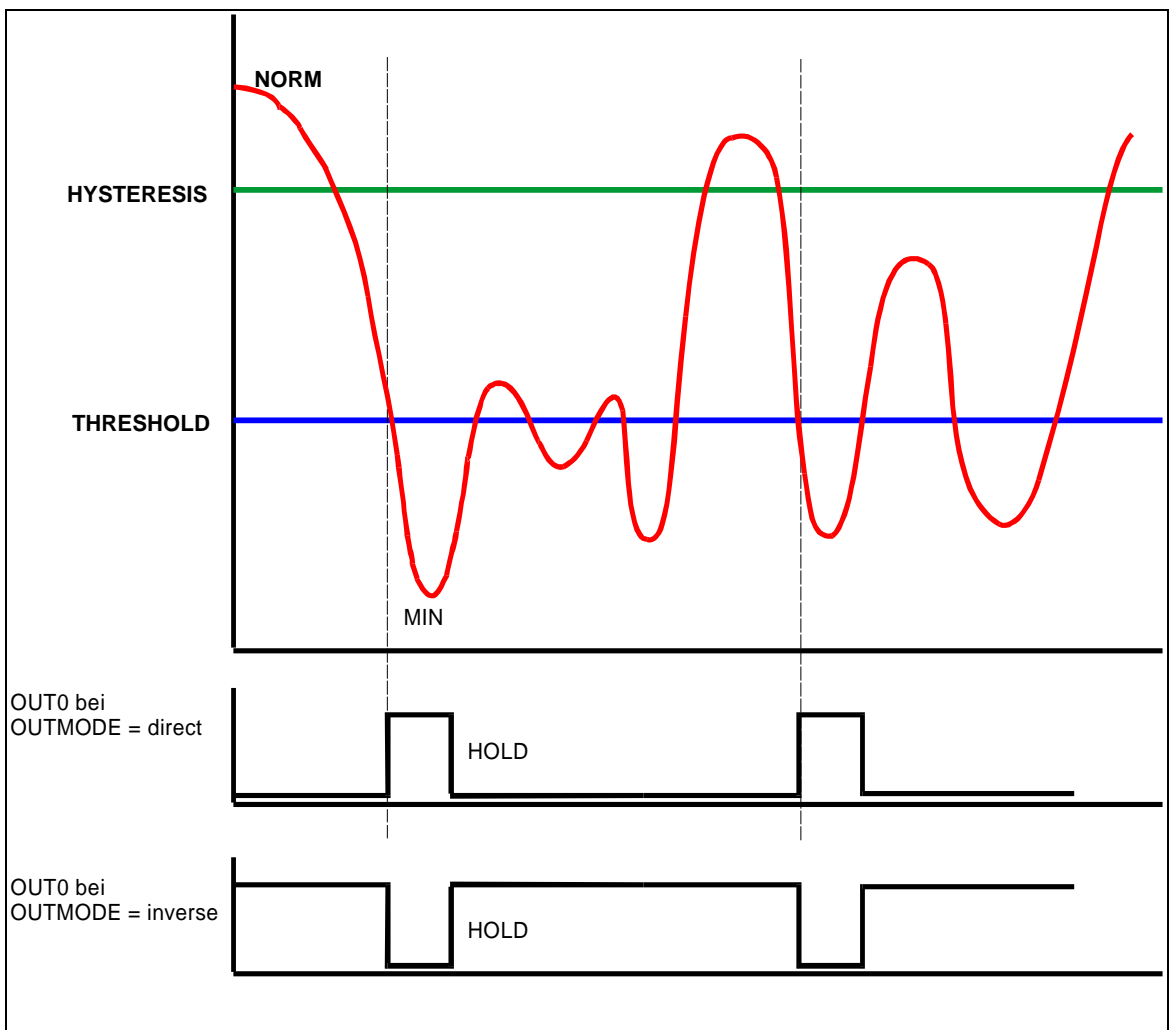 NORM
HYSTERESIS
THRESHOLD
MIN
OUT0 bei
OUTMODE = direct
HOLD
OUT0 bei
OUTMODE = inverse
HOLD